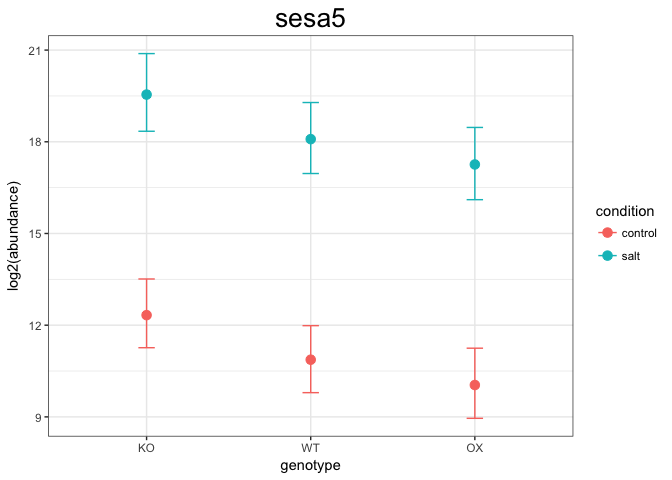 sesa5
log2(abundance)
21
18
15
12
9
KO WT OX
genotype
condition
control
salt